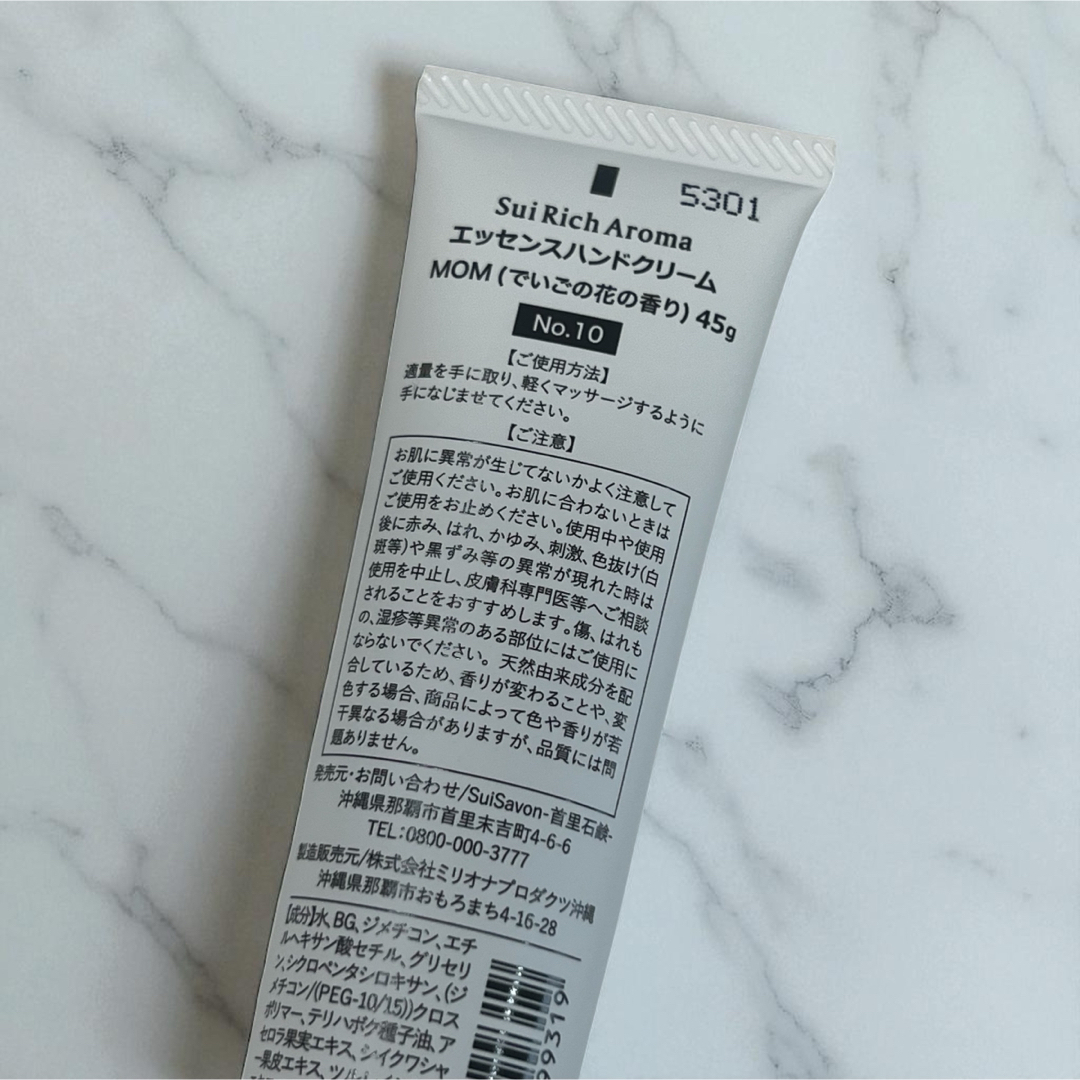 5301
Sui Rich Aroma
エッセンスハンドクリーム
MOM (でいごの花の香り) 45g
No.10
【ご使用方法】
適量を手に取り、軽くマッサージするように
手になじませてください。
【ご注意】
お肌に異常が生じてないかよく注意して
ご使用ください。お肌に合わないときは
ご使用をお止めください。使用中や使用
後に赤み、はれ、かゆみ、刺激、色抜け(白
斑等)や黒ずみ等の異常が現れた時は
使用を中止し、皮膚科専門医等へご相談
されることをおすすめします。傷、はれも
の、湿疹等異常のある部位にはご使用に
ならないでください。天然由来成分を配
合しているため、香りが変わることや、変
色する場合、商品によって色や香りが若
干異なる場合がありますが、品質には問
題ありません。
発売元・お問い合わせ/SuiSavon-首里石鹸-
沖縄県那覇市首里末吉町4-6-6
TEL:0800-000-3777
製造販売元/株式会社ミリオナプロダクツ沖縄
沖縄県那覇市おもろまち4-16-28
【成分】水、BG、ジメチコン、エチ
ルヘキサン酸セチル、グリセリ
ン、シクロペンタシロキサン、(ジ
メチコン/(PEG-10/15))クロス
ポリマー、テリハボク種子油、ア
セロラ果実エキス、シイクワシャ
ー果皮エキス、
99319